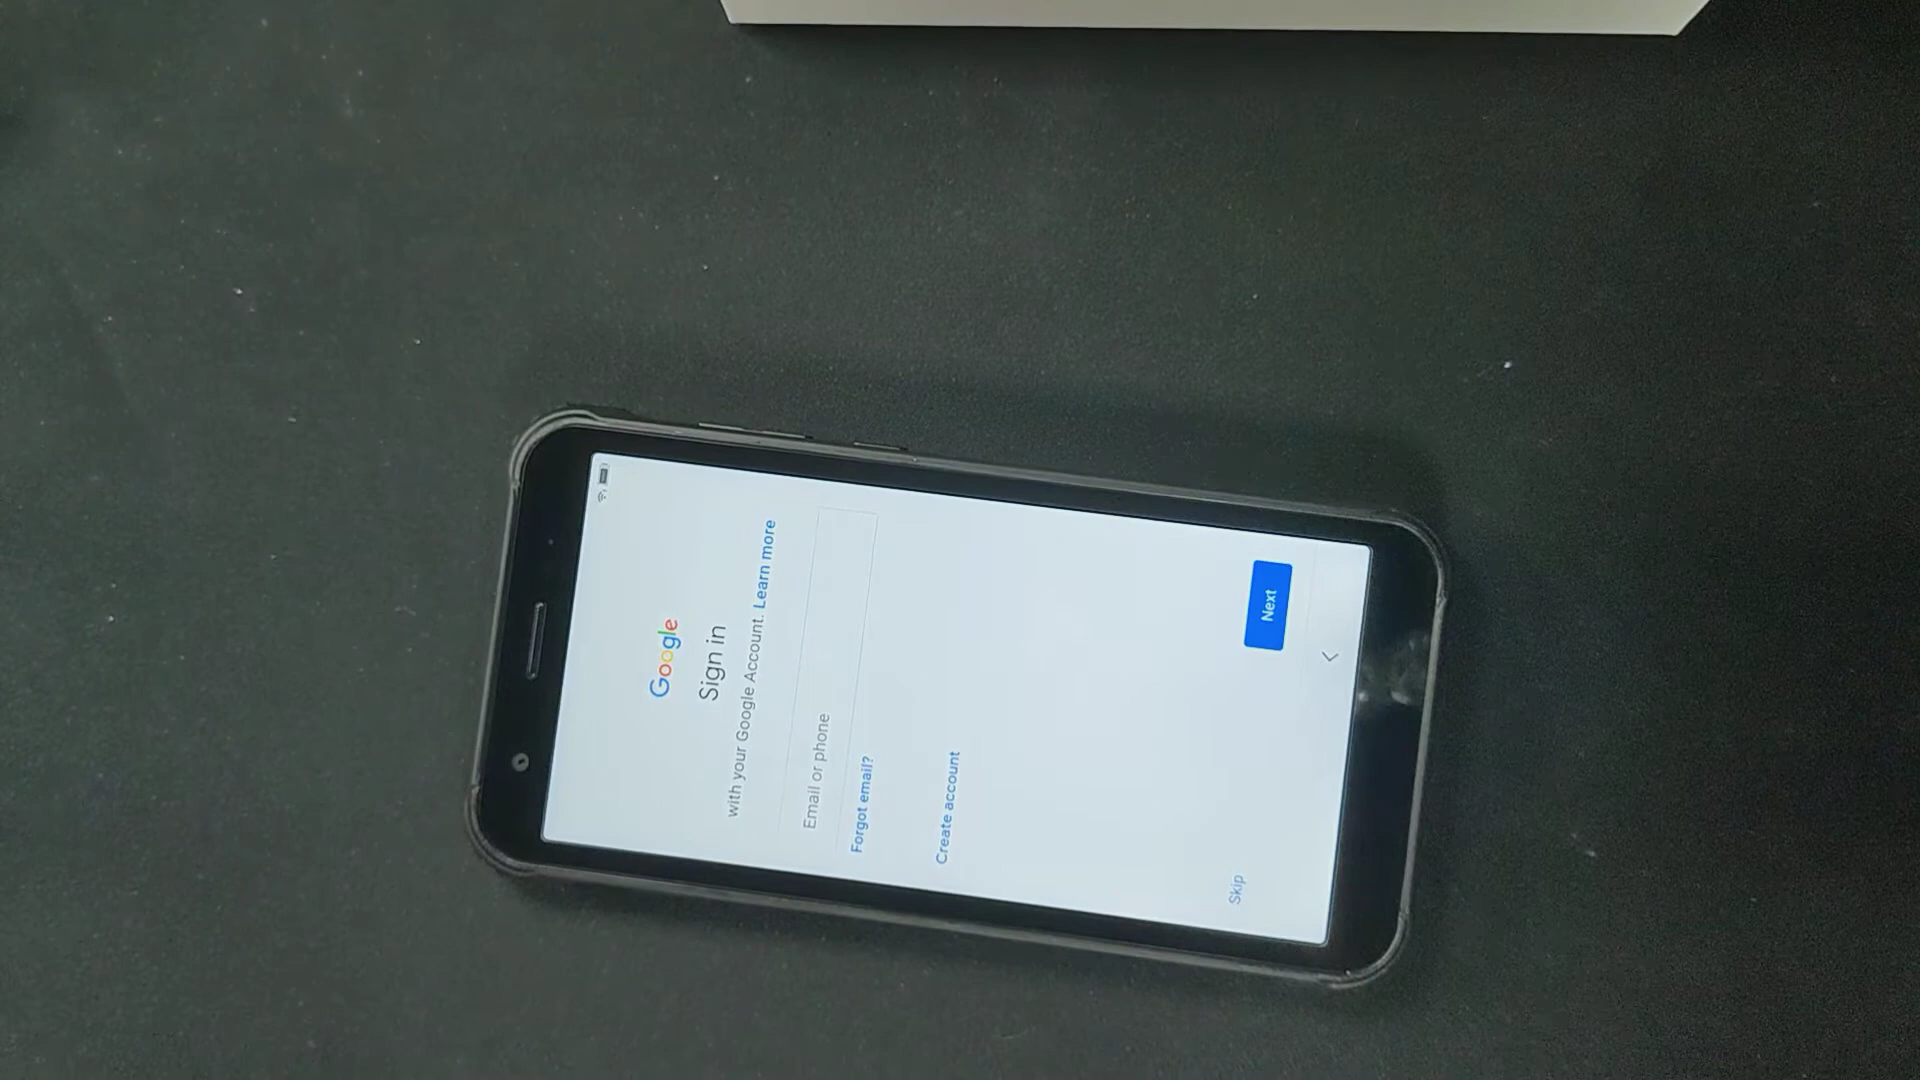 Google
Sign in
with your Google Account. Learn more
Email or phone
Forgot email?
Create account
Skip
Next